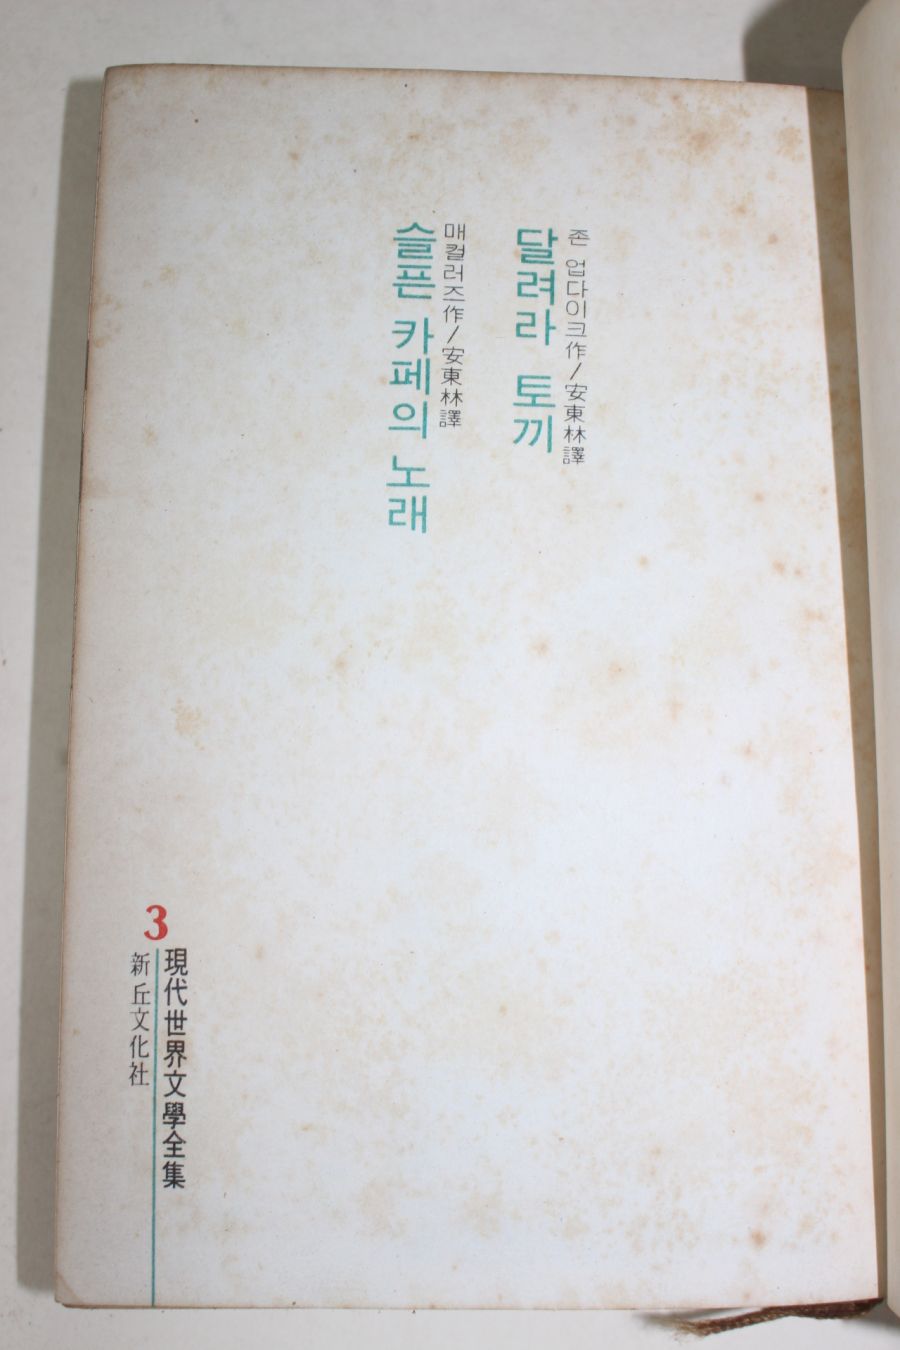 존 업다이크作/安東林譯
달려라 토끼
매컬러즈作/安東林譯
슬픈 카페의 노래
3
現代世界文學全集
新丘文化社